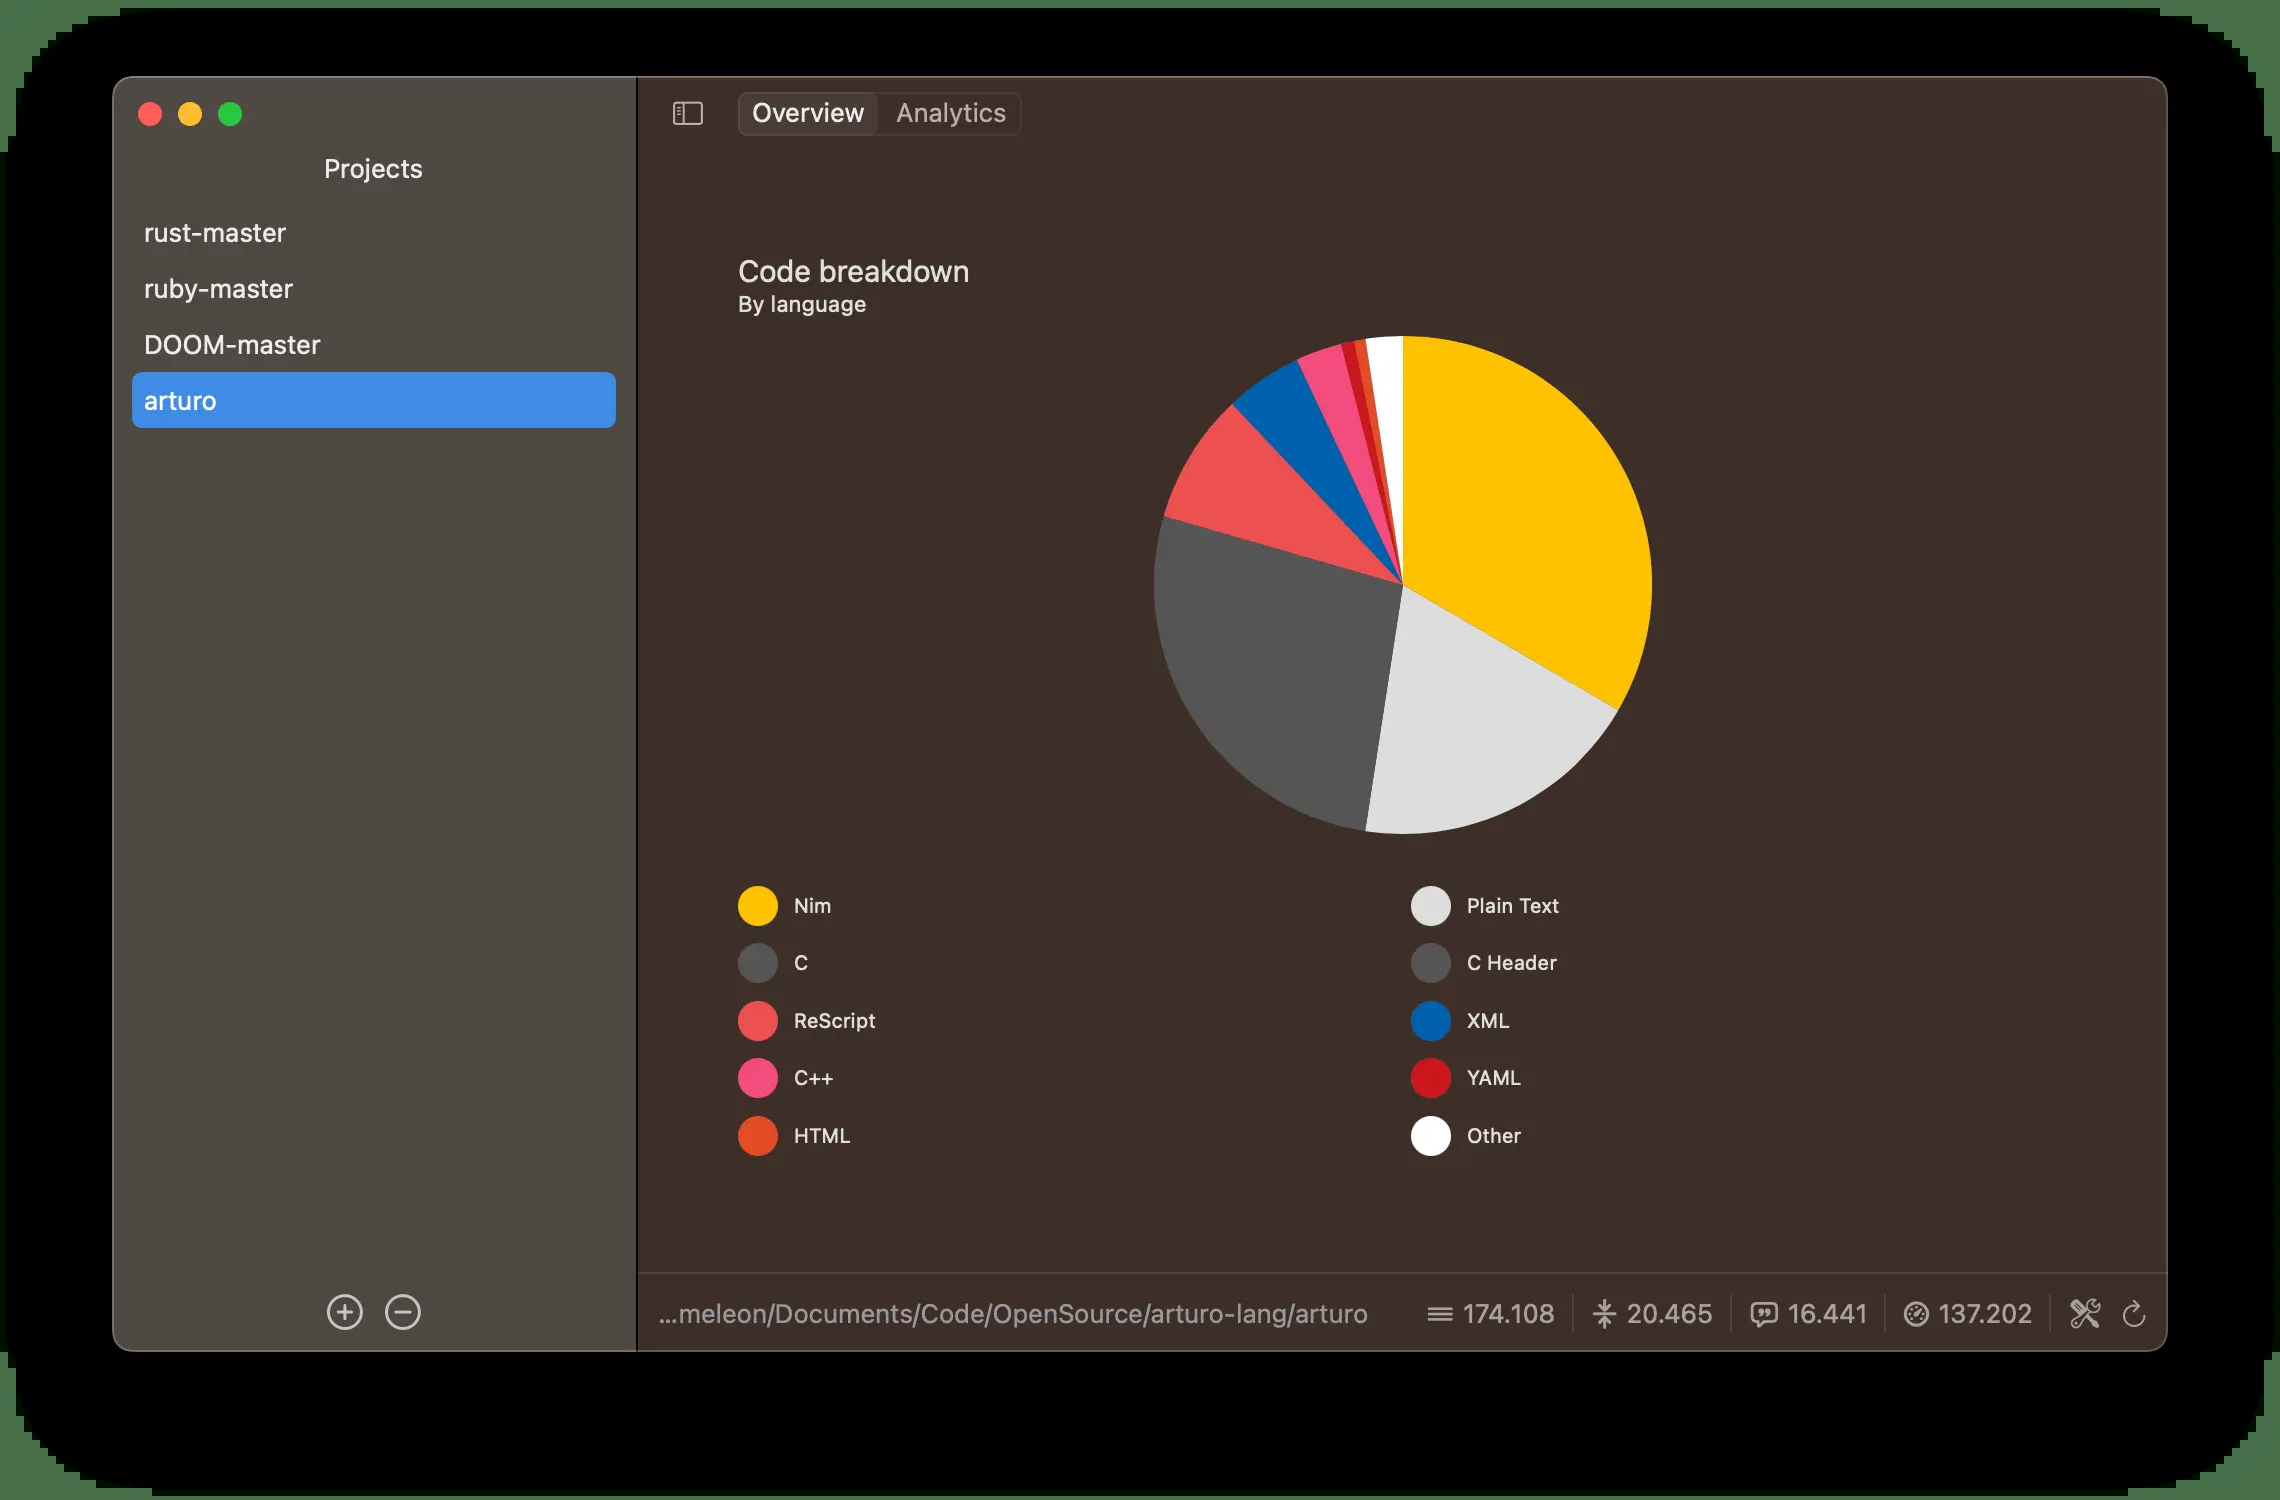 Projects
rust-master
ruby-master
DOOM-master
arturo
Overview
Analytics
Code breakdown
By language
Nim
Plain Text
C
C Header
ReScript
XML
C++
YAML
HTML
Other
...meleon/Documents/Code/OpenSource/arturo-lang/arturo
174.108
20.465
16.441
137.202